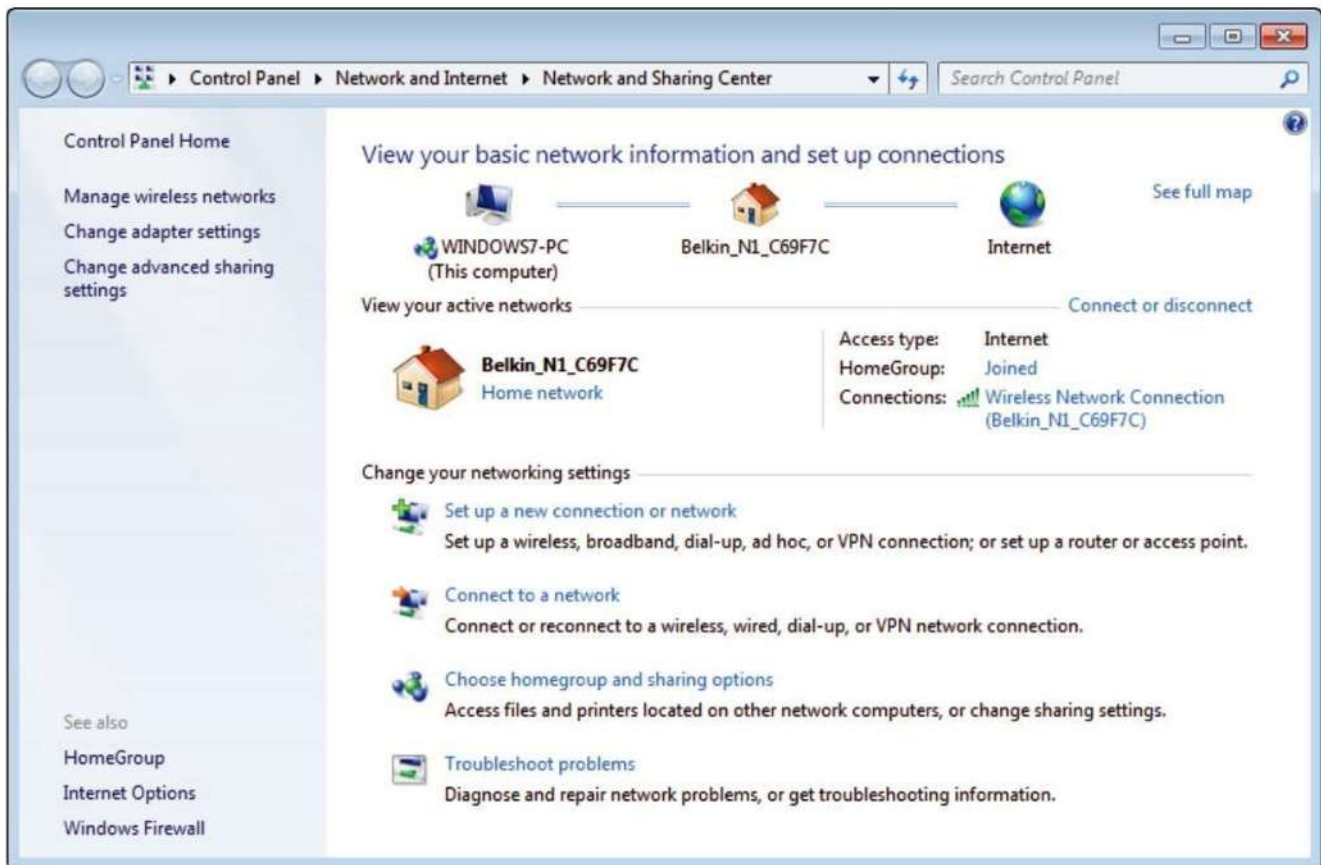 Control Panel ▸ Network and Internet ▸ Network and Sharing Center
Search Control Panel
Control Panel Home
Manage wireless networks
Change adapter settings
Change advanced sharing
settings
See also
HomeGroup
Internet Options
Windows Firewall
View your basic network information and set up connections
See full map
WINDOWS7-PC
(This computer)
Belkin_N1_C69F7C
Internet
View your active networks
Connect or disconnect
Belkin_N1_C69F7C
Home network
Access type: Internet
HomeGroup: Joined
Connections: Wireless Network Connection
(Belkin_N1_C69F7C)
Change your networking settings
Set up a new connection or network
Set up a wireless, broadband, dial-up, ad hoc, or VPN connection; or set up a router or access point.
Connect to a network
Connect or reconnect to a wireless, wired, dial-up, or VPN network connection.
Choose homegroup and sharing options
Access files and printers located on other network computers, or change sharing settings.
Troubleshoot problems
Diagnose and repair network problems, or get troubleshooting information.